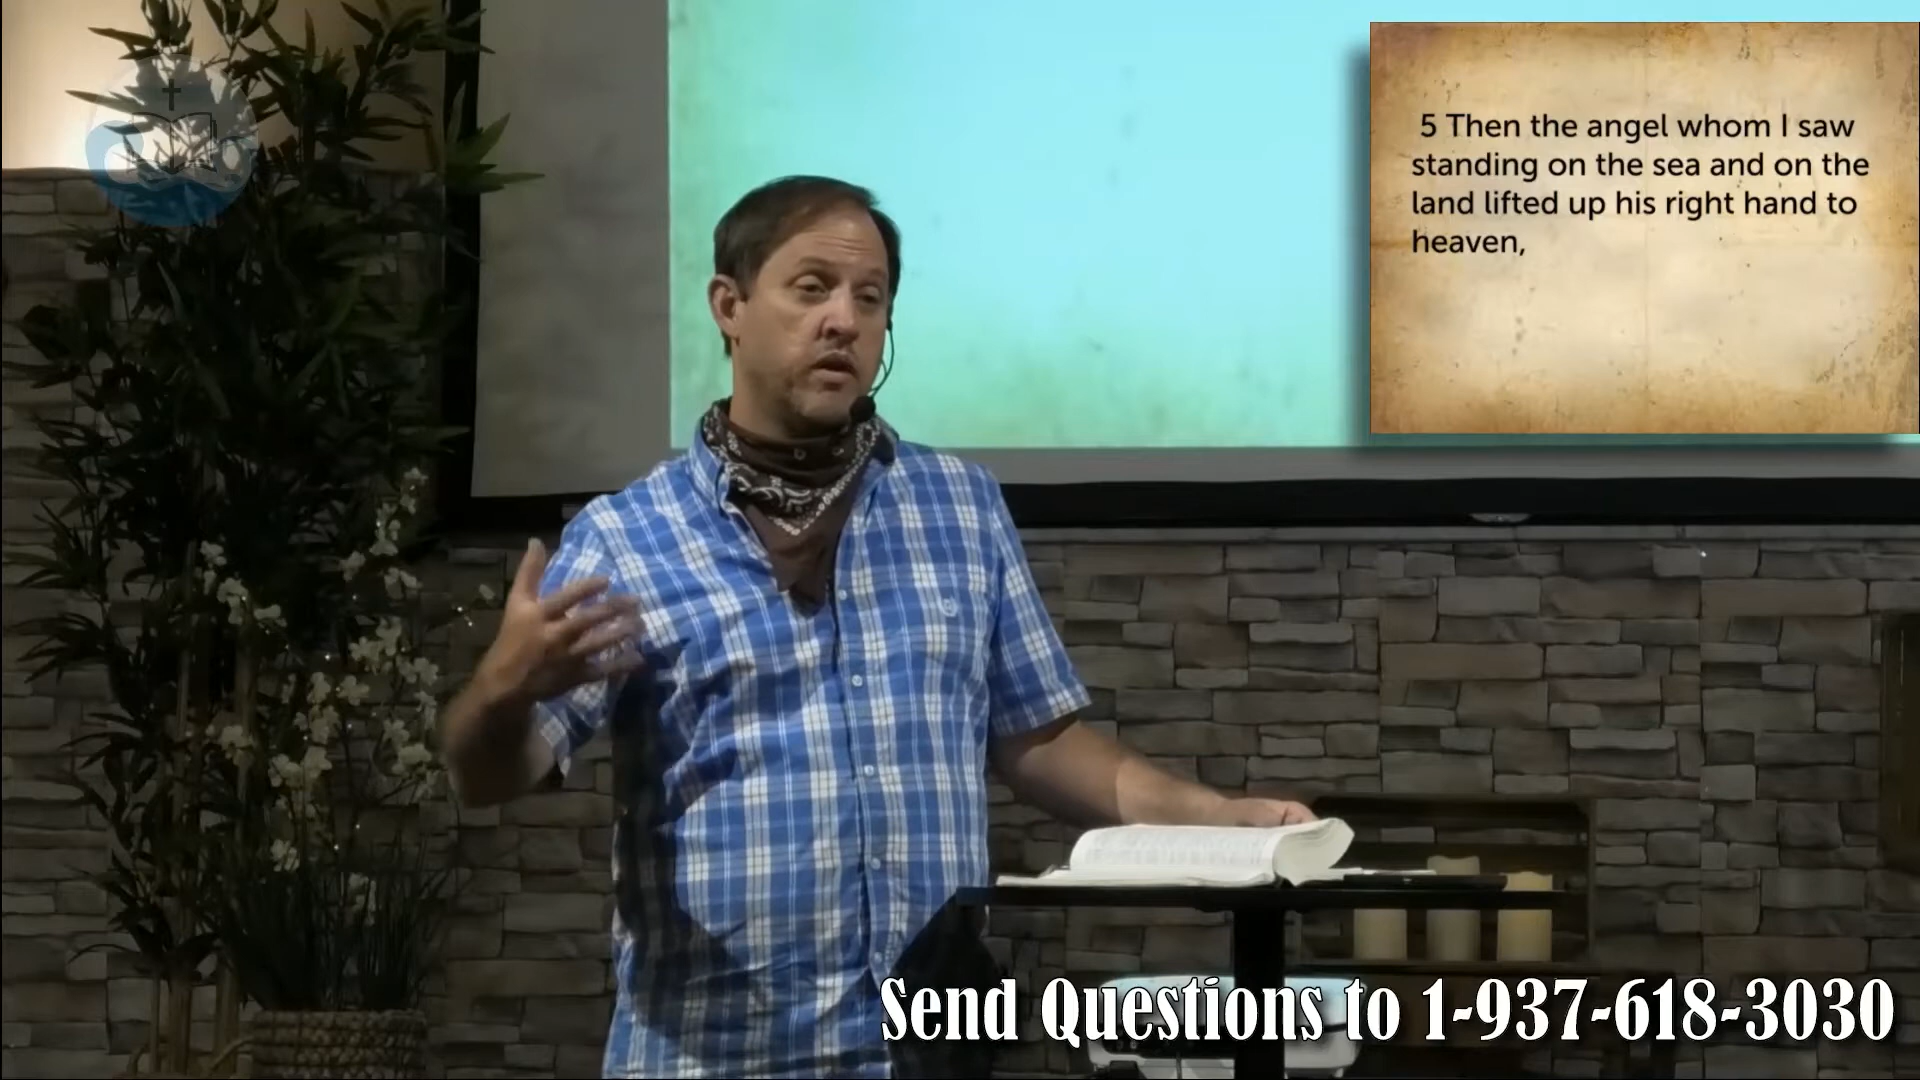 5 Then the angel whom I saw
standing on the sea and on the
land lifted up his right hand to
heaven,
Send Questions to 1-937-618-3030